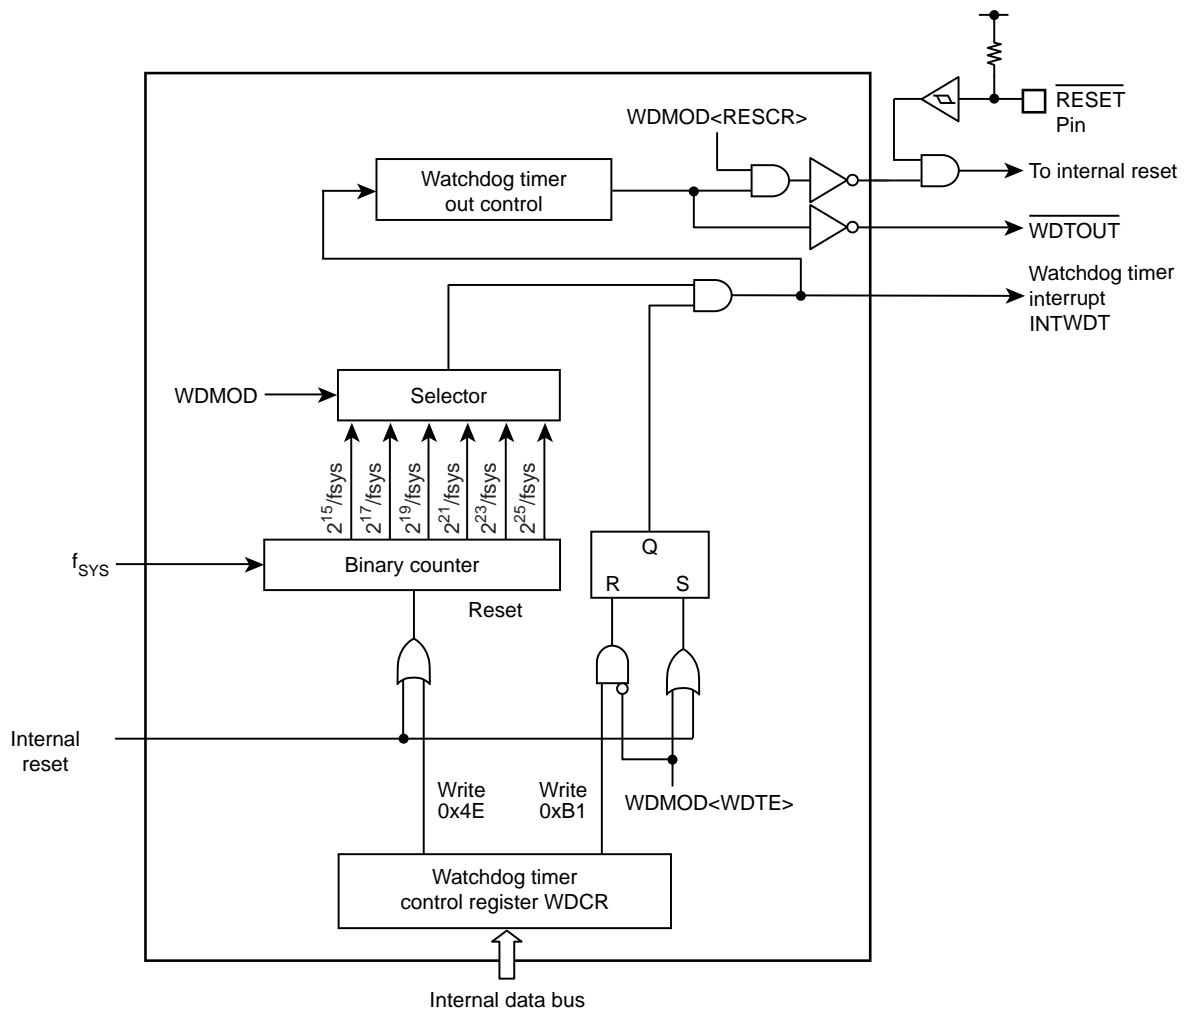 WDMOD<RESCR>
RESET
Pin
Watchdog timer
out control
To internal reset
WDTOUT
Watchdog timer
interrupt
INTWDT
WDMOD
Selector
2^15/fsys
2^17/fsys
2^19/fsys
2^21/fsys
2^23/fsys
2^25/fsys
fSYS
Binary counter
Q
R S
Reset
Internal
reset
Write
0x4E
Write
0xB1
WDMOD<WDTE>
Watchdog timer
control register WDCR
Internal data bus